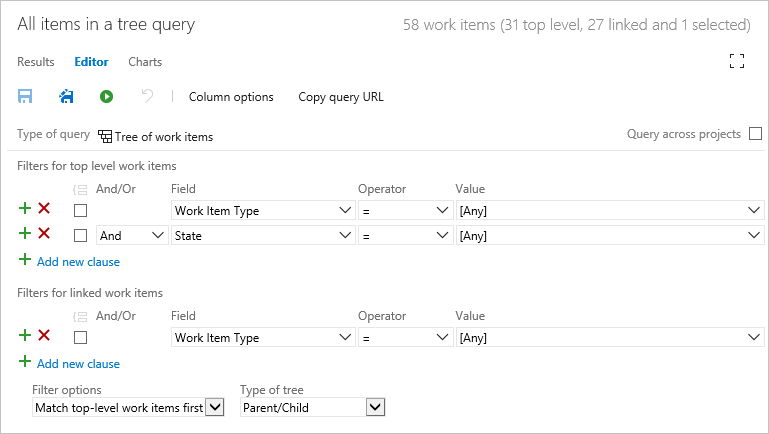 All items in a tree query 58 work items (31 top level, 27 linked and 1 selected)
Results Editor Charts
Column options Copy query URL
Type of query Tree of work items Query across projects
Filters for top level work items
And/Or Field Operator Value
Work Item Type = [Any]
And State = [Any]
Add new clause
Filters for linked work items
And/Or Field Operator Value
Work Item Type = [Any]
Add new clause
Filter options Type of tree
Match top-level work items first Parent/Child